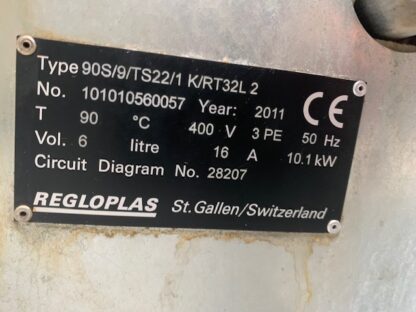 Type 90S/9/TS22/1 K/RT32L 2
No. 101010560057 Year: 2011 CE
T 90 °C 400 V 3 PE 50 Hz
Vol. 6 litre 16 A 10.1 kW
Circuit Diagram No. 28207
REGLOPLAS St. Gallen/Switzerland